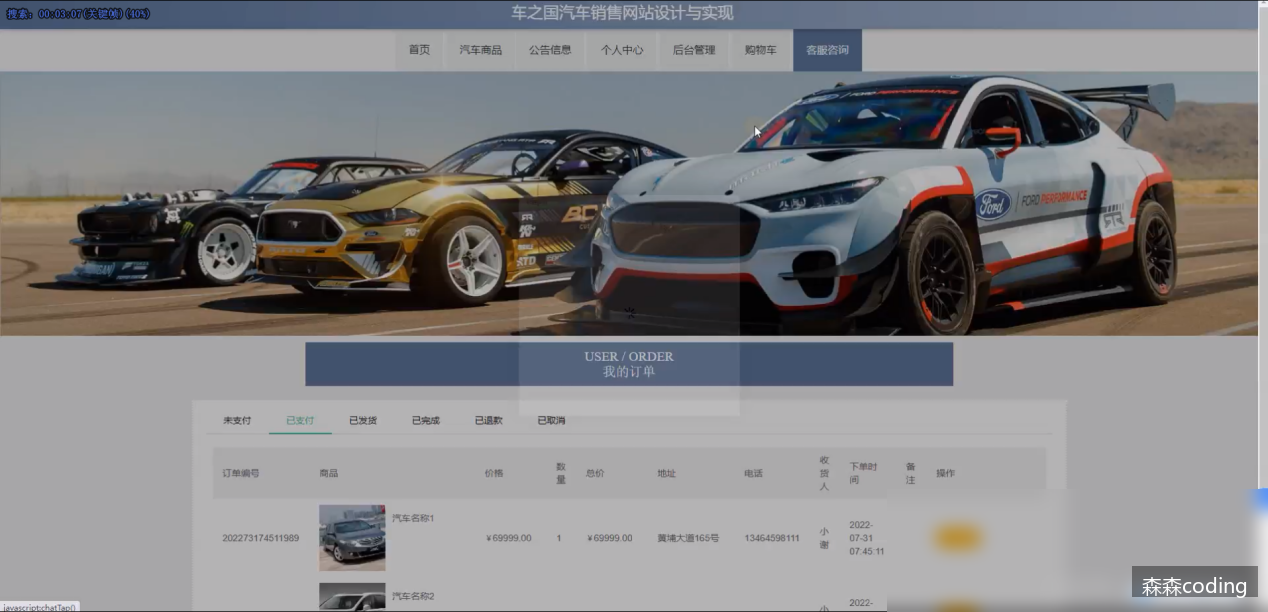 搜索: 00:03:07(关键帧)(40%)
车之国汽车销售网站设计与实现
首页 汽车商品 公告信息 个人中心 后台管理 购物车 客服咨询
FORD PERFORMANCE
Ford FORD PERFORMANCE
USER / ORDER
我的订单
未支付 已支付 已发货 已完成 已退款 已取消
订单编号 商品 价格 数量 总价 地址 电话 收货人 下单时间 备注 操作
202273174511989 汽车名称1 ￥69999.00 1 ￥69999.00 黄埔大道165号 13464598111 小谢 2022-07-31 07:45:11
汽车名称2 小 2022-
javascript:chatTap()
森森coding